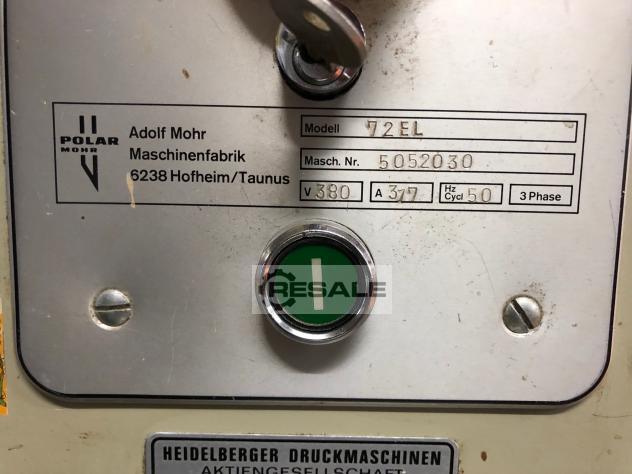 POLAR
MOHR
Adolf Mohr
Maschinenfabrik
6238 Hofheim/Taunus
Modell 72EL
Masch. Nr. 5052030
V 380 A 3,7 Hz Cycl 50 3 Phase
RESALE
HEIDELBERGER DRUCKMASCHINEN
AKTIENGESELLSCHAFT